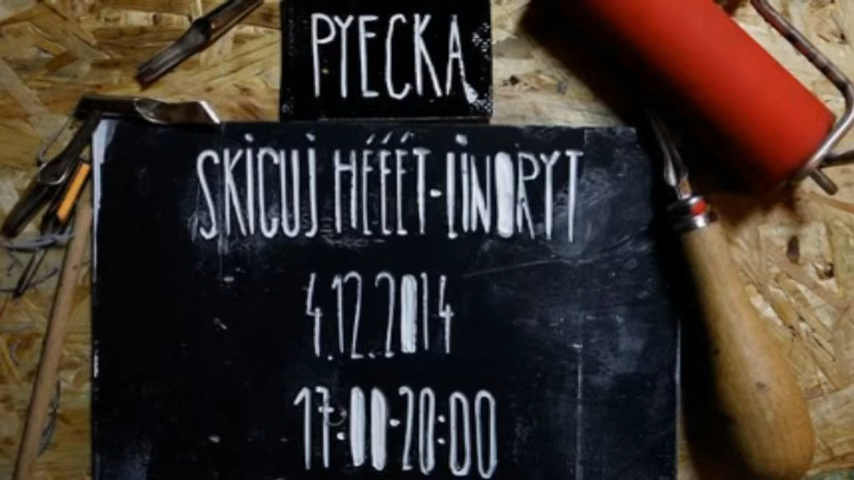 PYECKA
SKICUJ HÉÉÉT-LINORYT
4.12.2014
17:00-20:00